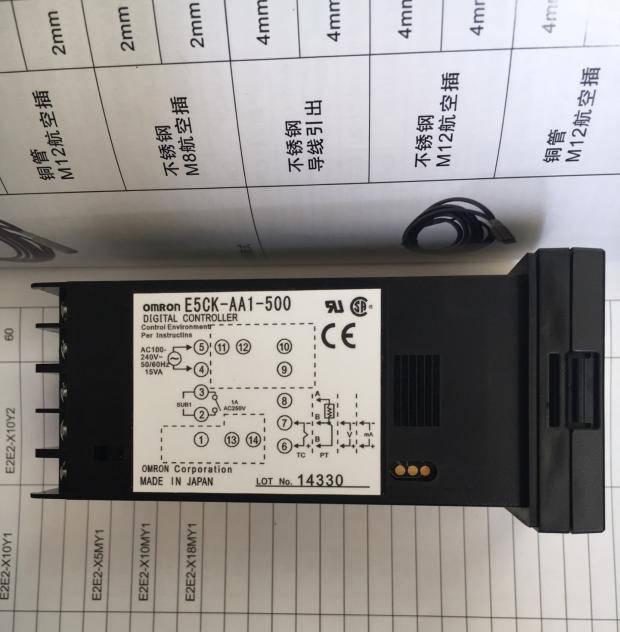 2mm
2mm
2mm
4mm
4mm
4mm
铜管
M12航空插
不锈钢
M8航空插
不锈钢
导线引出
不锈钢
M12航空插
铜管
M12航空插
omron E5CK-AA1-500
DIGITAL CONTROLLER
Control Environment
Per Instructins
AC100-
240V~
50/60Hz
15VA
5 11 12 10
4 9
3
SUB1
1A
AC250V
2
8
7
6
1 13 14
A
B
B
TC PT V mA
OMRON Corporation
MADE IN JAPAN
LOT No. 14330
CE
60
E2E2-X10Y2
E2E2-X10Y1
E2E2-X5MY1
E2E2-X10MY1
E2E2-X18MY1